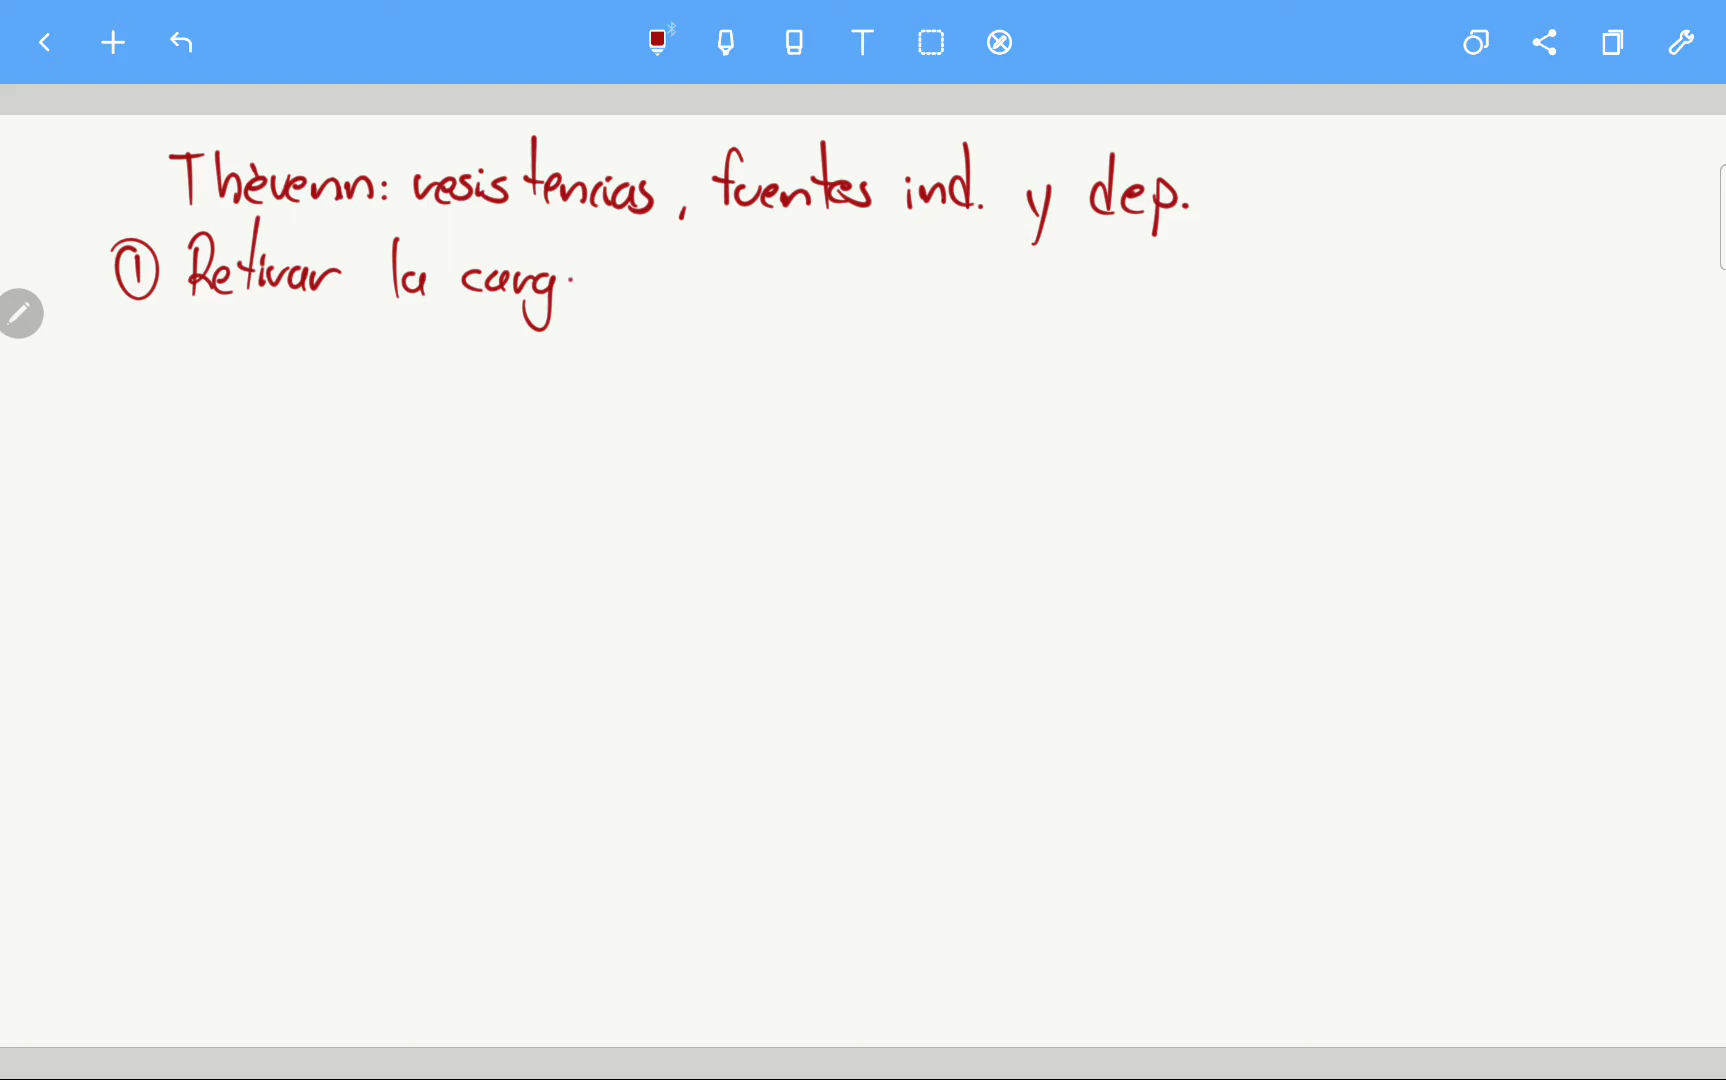 Thèvenn: resistencias, fuentes ind. y dep.
① Retirar la carg